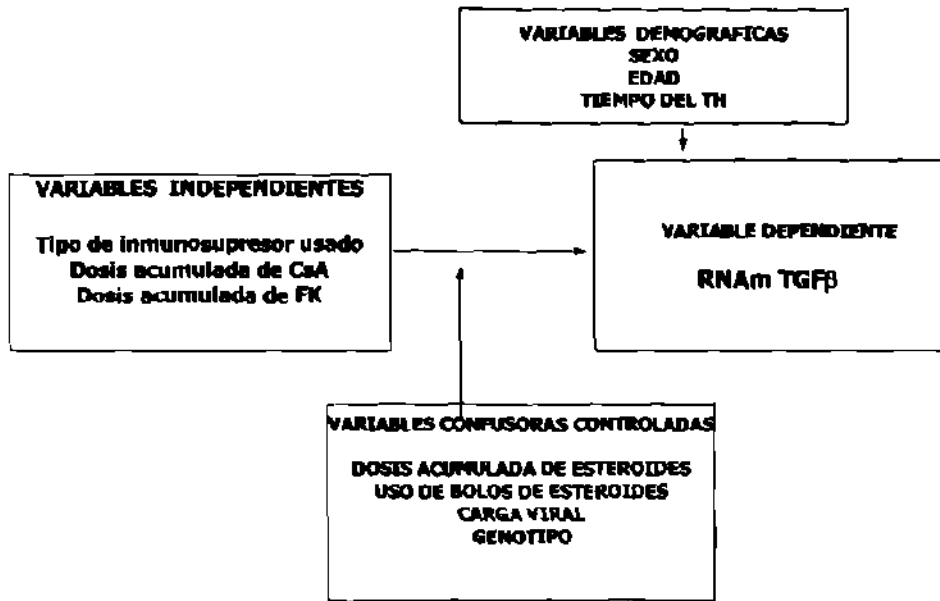 VARIABLES DEMOGRAFICAS
SEXO
EDAD
TIEMPO DEL TH
VARIABLES INDEPENDIENTES
Tipo de inmunosupresor usado
Dosis acumulada de CsA
Dosis acumulada de FK
VARIABLE DEPENDIENTE
RNAm TGFβ
VARIABLES CONFUSORAS CONTROLADAS
DOSIS ACUMULADA DE ESTEROIDES
USO DE BOLOS DE ESTEROIDES
CARGA VIRAL
GENOTIPO